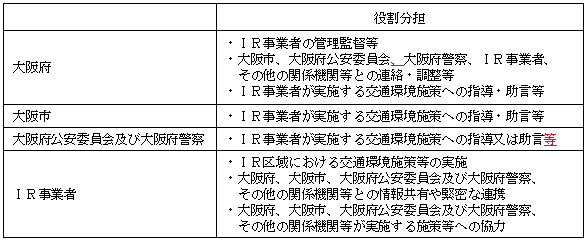 役割分担
大阪府
・ＩＲ事業者の管理監督等
・大阪市、大阪府公安委員会、大阪府警察、ＩＲ事業者、
その他の関係機関等との連絡・調整等
・ＩＲ事業者が実施する交通環境施策への指導・助言等
大阪市
・ＩＲ事業者が実施する交通環境施策への指導・助言等
大阪府公安委員会及び大阪府警察
・ＩＲ事業者が実施する交通環境施策への指導又は助言等
ＩＲ事業者
・ＩＲ区域における交通環境施策等の実施
・大阪府、大阪市、大阪府公安委員会及び大阪府警察、
その他の関係機関等との情報共有や緊密な連携
・大阪府、大阪市、大阪府公安委員会及び大阪府警察、
その他の関係機関等が実施する施策等への協力